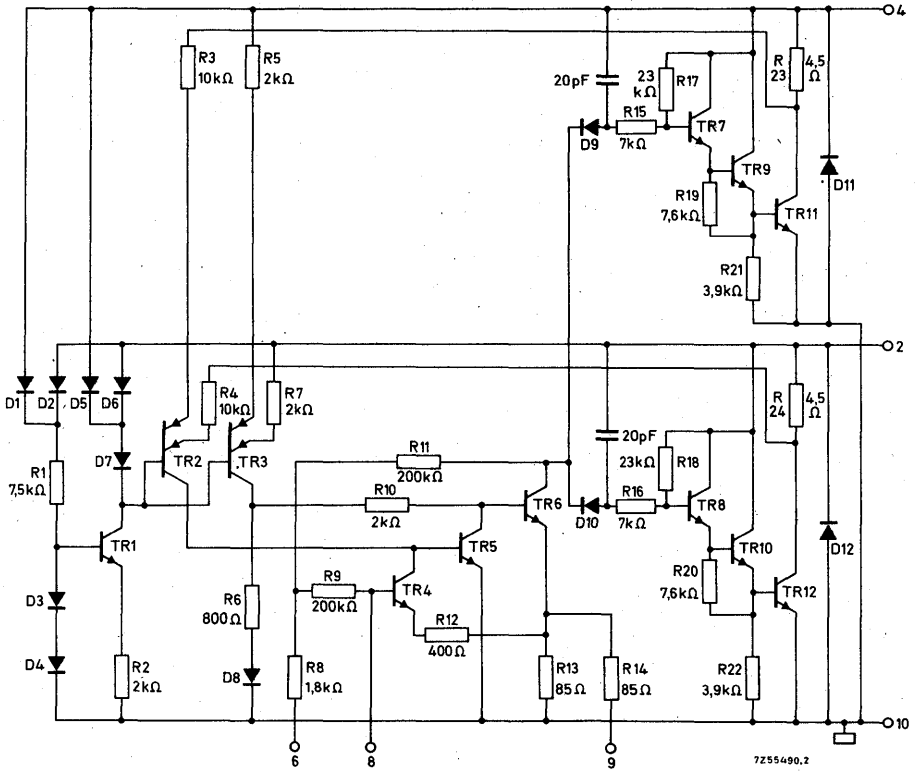 4
R3
10kΩ
R5
2kΩ
R
23
4,5
Ω
20pF
23
kΩ
R17
R15
7kΩ
D9
TR7
TR9
D11
R19
7,6kΩ
TR11
R21
3,9kΩ
2
D1
D2
D5
D6
R4
10kΩ
R7
2kΩ
R
24
4,5
Ω
R1
7,5kΩ
D7
TR2
TR3
R11
200kΩ
20pF
23kΩ
R18
R10
2kΩ
TR6
D10
R16
7kΩ
TR8
TR1
TR5
TR10
D12
R9
200kΩ
TR4
R20
7,6kΩ
TR12
D3
R6
800Ω
R12
400Ω
D4
R2
2kΩ
D8
R8
1,8kΩ
R13
85Ω
R14
85Ω
R22
3,9kΩ
10
6
8
9
7Z55490.2